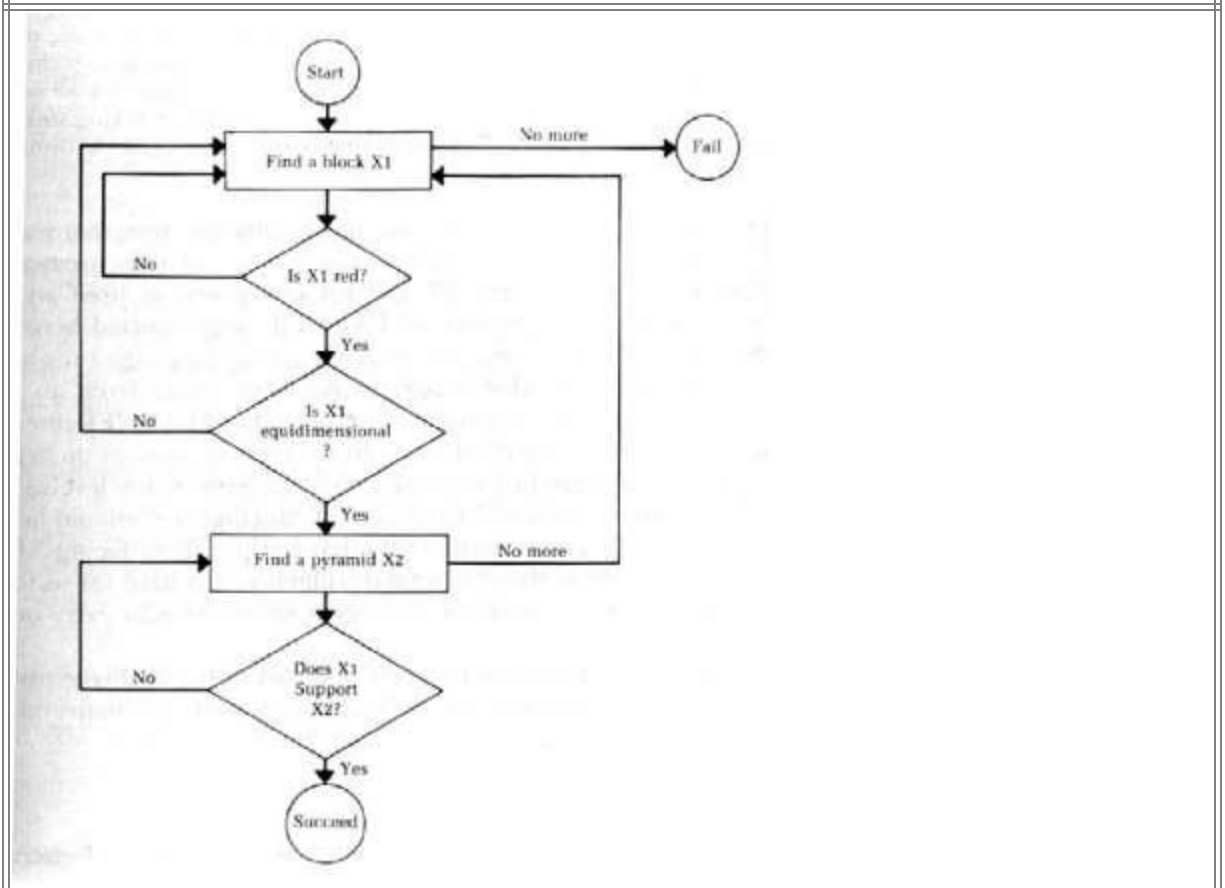 Start
No more
Fail
Find a block X1
No
Is X1 red?
Yes
No
Is X1
equidimensional
?
Yes
Find a pyramid X2
No more
No
Does X1
Support
X2?
Yes
Succeed